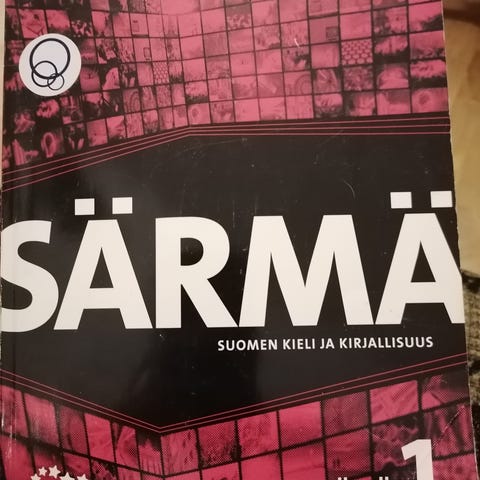 SÄRMÄ
SUOMEN KIELI JA KIRJALLISUUS
1